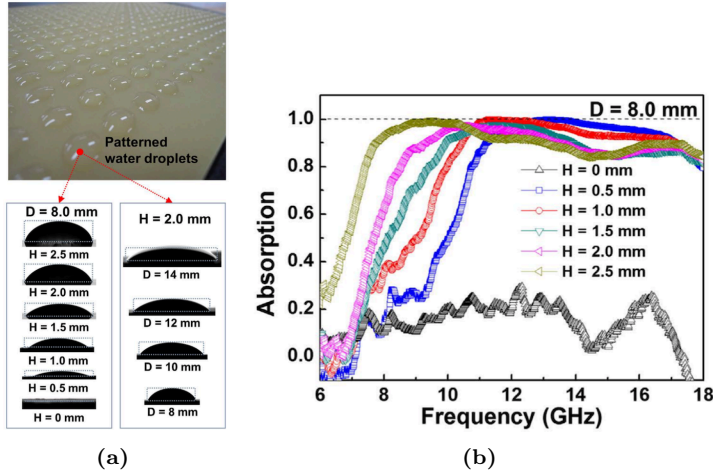 Patterned
water droplets
D = 8.0 mm
H = 2.5 mm
H = 2.0 mm
H = 1.5 mm
H = 1.0 mm
H = 0.5 mm
H = 0 mm
H = 2.0 mm
D = 14 mm
D = 12 mm
D = 10 mm
D = 8 mm
(a)
D = 8.0 mm
1.0
0.8
0.6
0.4
0.2
0.0
Absorption
H = 0 mm
H = 0.5 mm
H = 1.0 mm
H = 1.5 mm
H = 2.0 mm
H = 2.5 mm
6 8 10 12 14 16 18
Frequency (GHz)
(b)